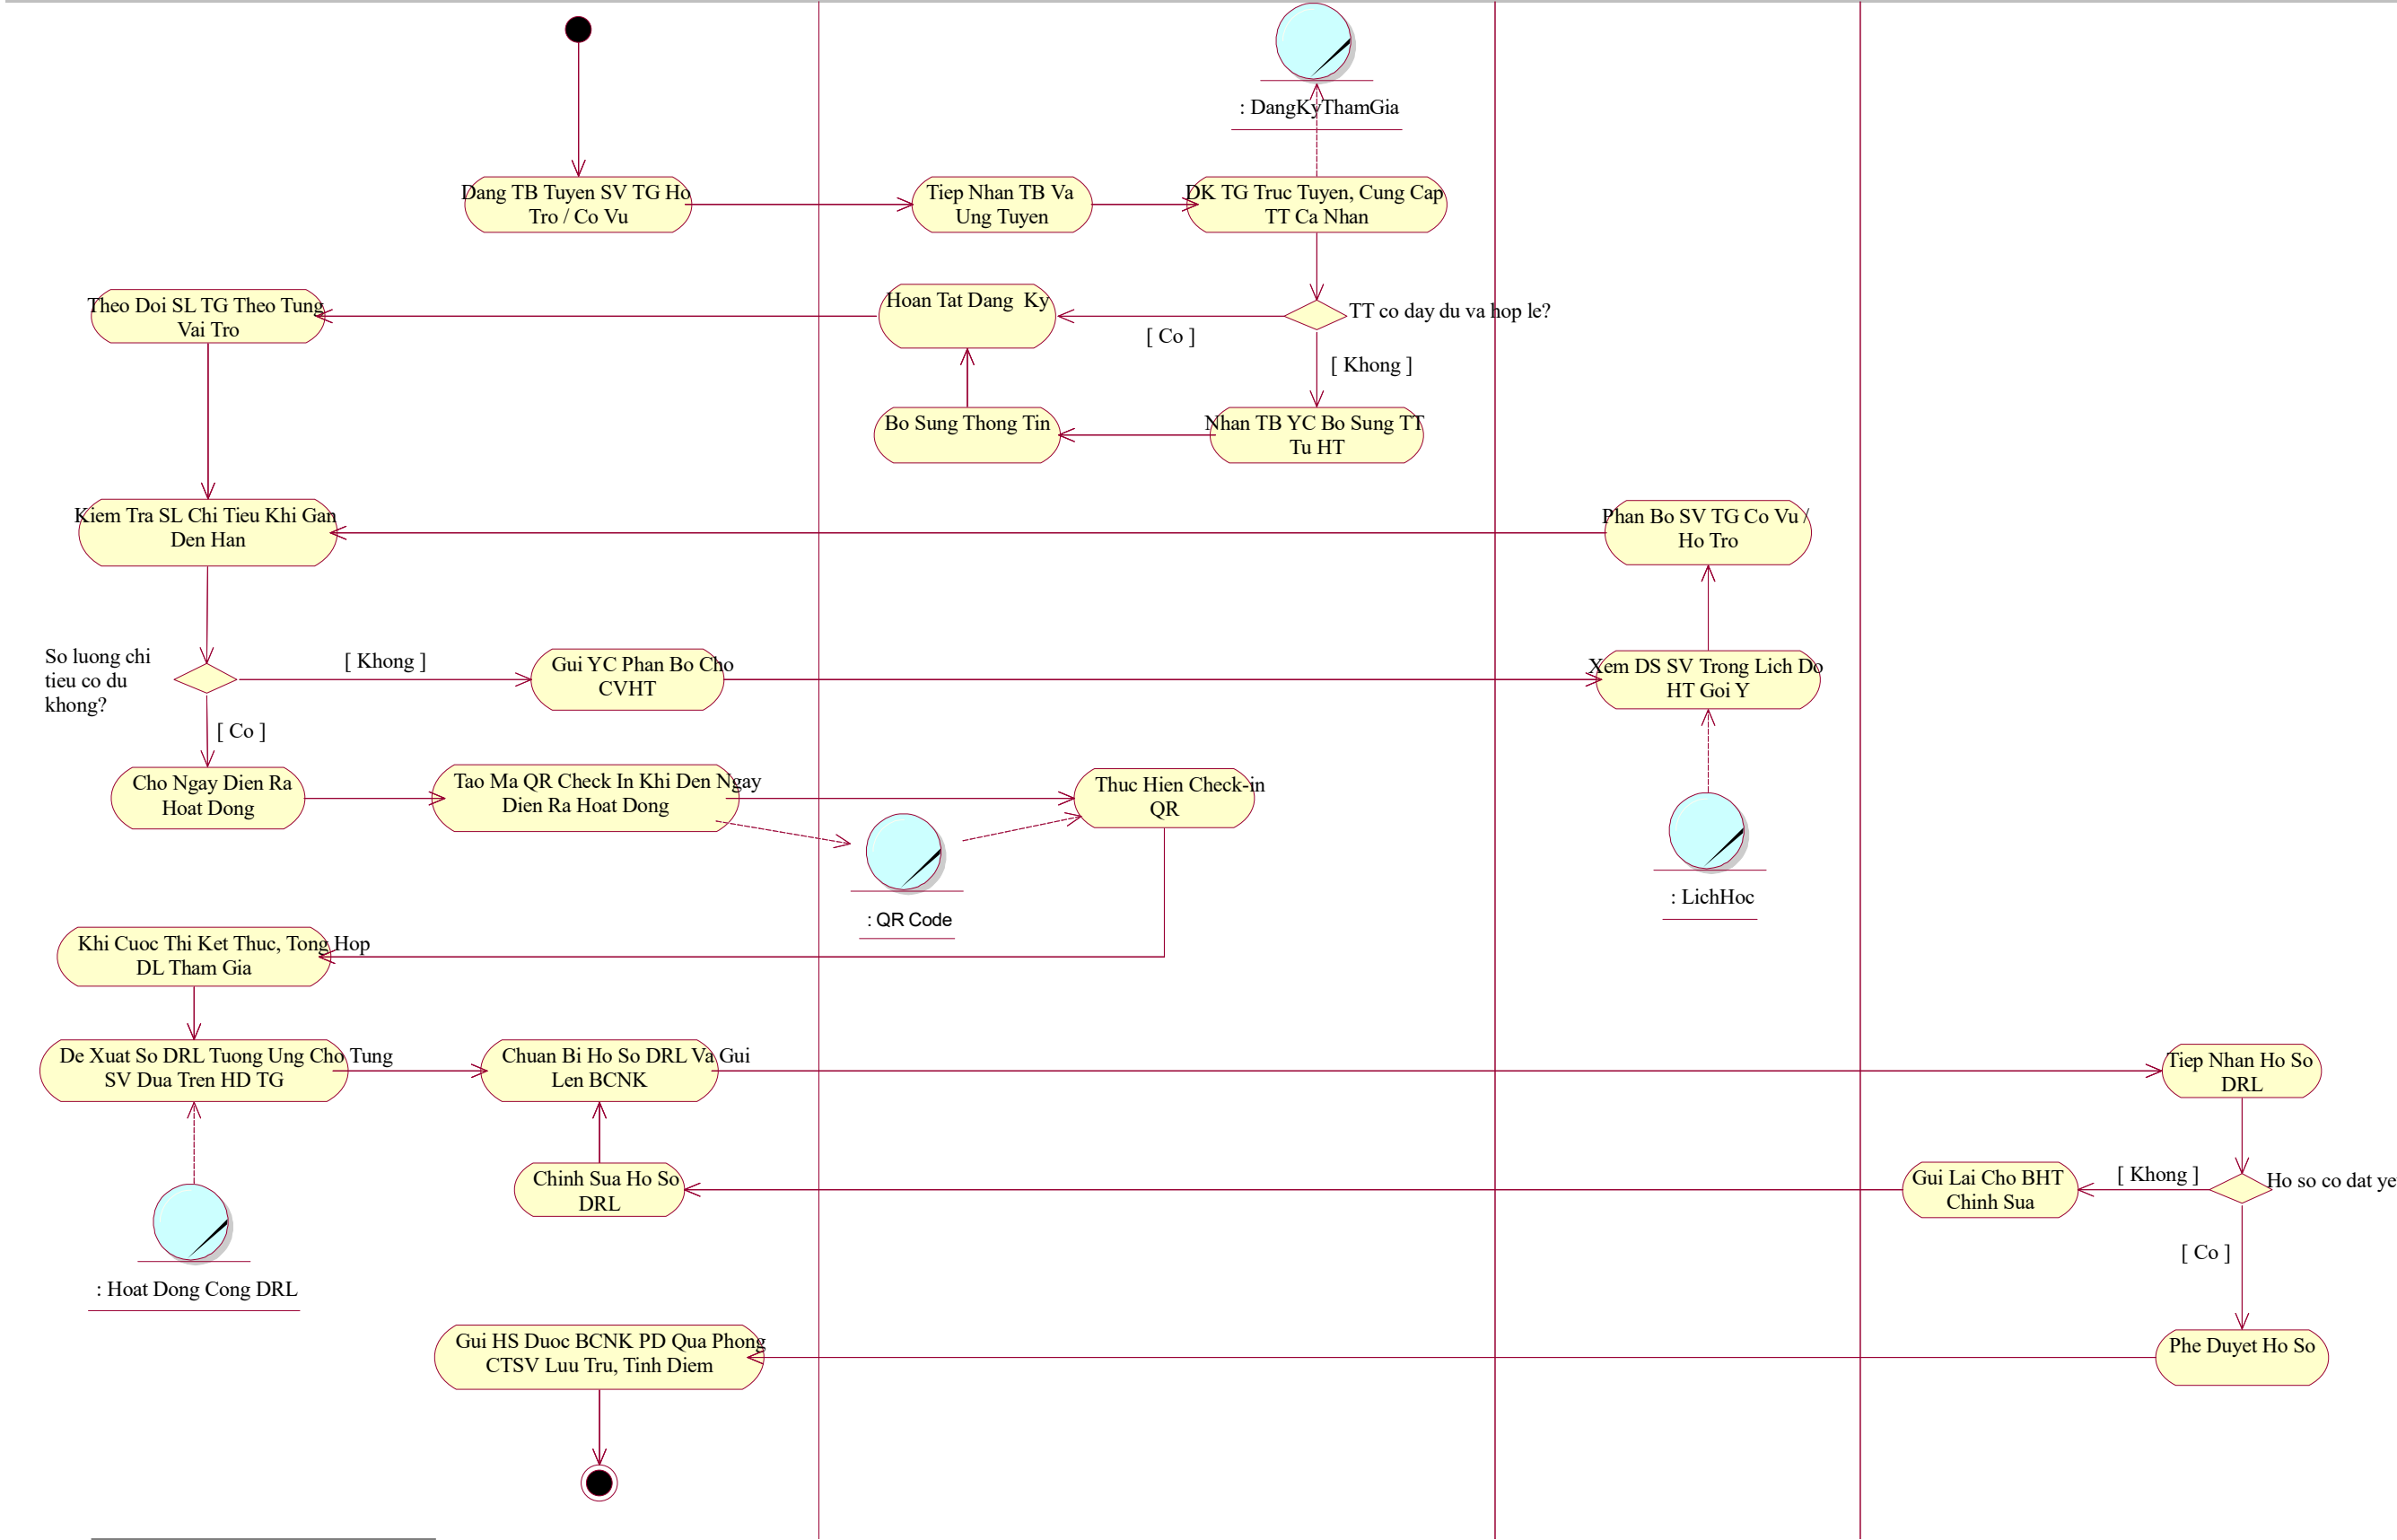 : DangKyThamGia
Dang TB Tuyen SV TG Ho
Tro / Co Vu
Tiep Nhan TB Va
Ung Tuyen
DK TG Truc Tuyen, Cung Cap
TT Ca Nhan
Theo Doi SL TG Theo Tung
Vai Tro
Hoan Tat Dang  Ky
[ Co ]
TT co day du va hop le?
[ Khong ]
Bo Sung Thong Tin
Nhan TB YC Bo Sung TT
Tu HT
Kiem Tra SL Chi Tieu Khi Gan
Den Han
Phan Bo SV TG Co Vu /
Ho Tro
So luong chi
tieu co du
khong?
[ Khong ]
Gui YC Phan Bo Cho
CVHT
Xem DS SV Trong Lich Do
HT Goi Y
[ Co ]
Cho Ngay Dien Ra
Hoat Dong
Tao Ma QR Check In Khi Den Ngay
Dien Ra Hoat Dong
Thuc Hien Check-in
QR
: QR Code
: LichHoc
Khi Cuoc Thi Ket Thuc, Tong Hop
DL Tham Gia
De Xuat So DRL Tuong Ung Cho Tung
SV Dua Tren HD TG
Chuan Bi Ho So DRL Va Gui
Len BCNK
Tiep Nhan Ho So
DRL
Chinh Sua Ho So
DRL
Gui Lai Cho BHT
Chinh Sua
[ Khong ]
Ho so co dat ye
[ Co ]
: Hoat Dong Cong DRL
Gui HS Duoc BCNK PD Qua Phong
CTSV Luu Tru, Tinh Diem
Phe Duyet Ho So